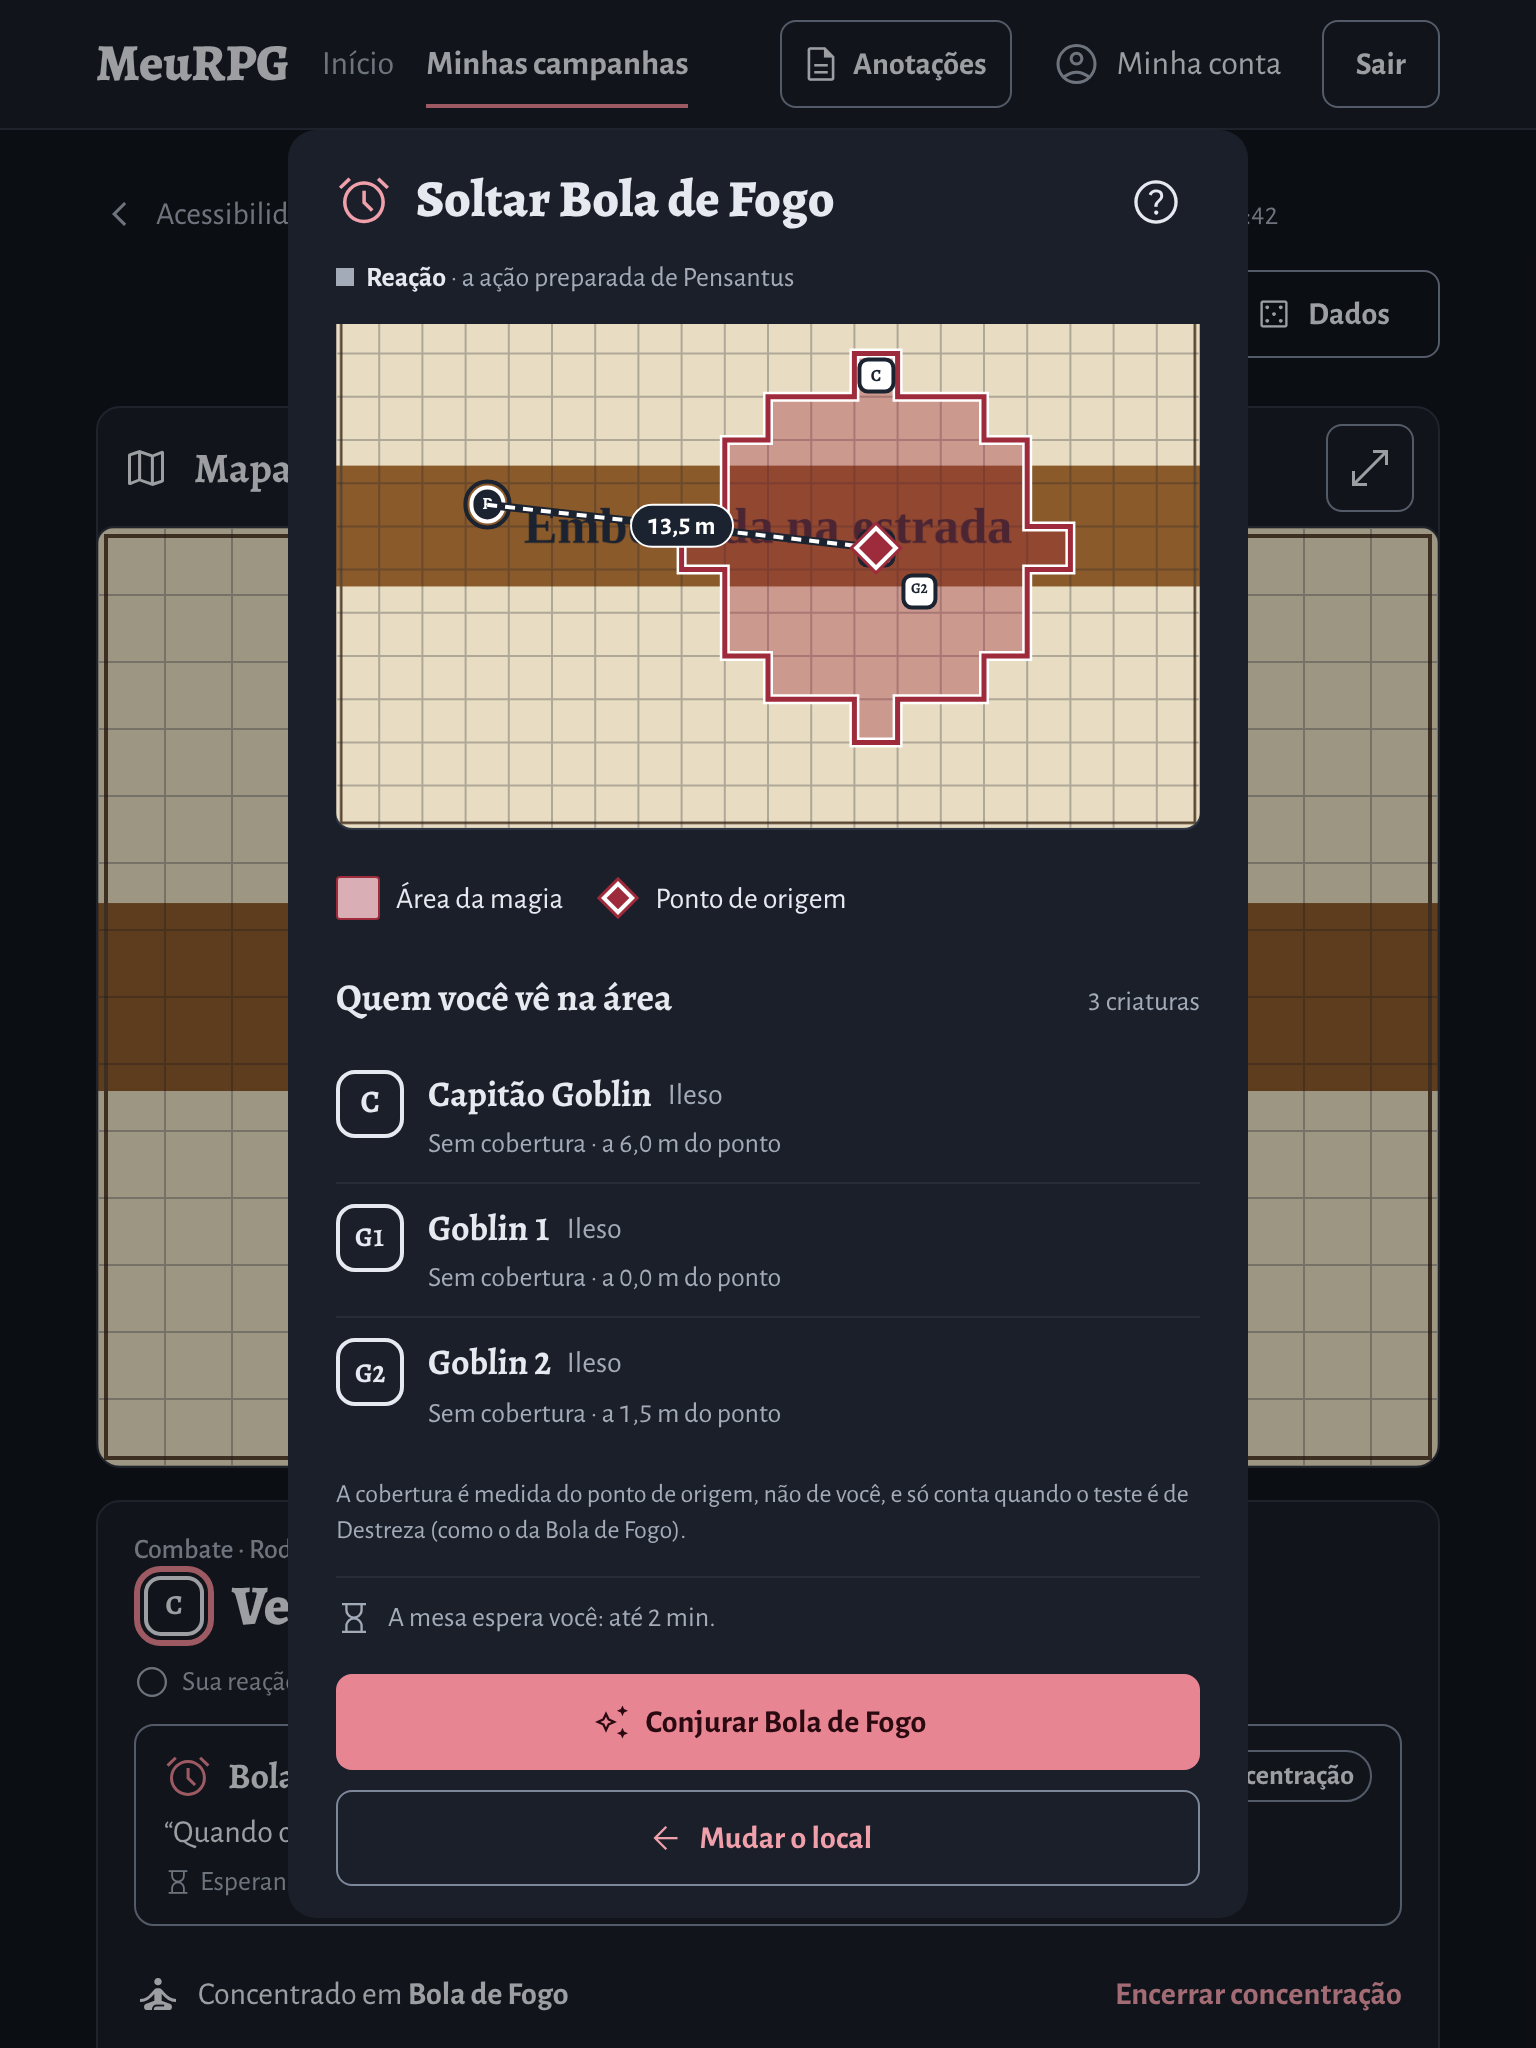 MeuRPG Início Minhas campanhas Anotações Minha conta Sair
Acessibilid
:42
Dados
Mapa
Soltar Bola de Fogo
Reação · a ação preparada de Pensantus
C
13,5 m
da na estrada
G2
Área da magia Ponto de origem
Quem você vê na área 3 criaturas
C Capitão Goblin Ileso
Sem cobertura · a 6,0 m do ponto
G1 Goblin 1 Ileso
Sem cobertura · a 0,0 m do ponto
G2 Goblin 2 Ileso
Sem cobertura · a 1,5 m do ponto
A cobertura é medida do ponto de origem, não de você, e só conta quando o teste é de
Destreza (como o da Bola de Fogo).
A mesa espera você: até 2 min.
Conjurar Bola de Fogo
Mudar o local
Combate · Rod
C Ve
Sua reaçã
Bola
centração
“Quando o
Esperan
Concentrado em Bola de Fogo Encerrar concentração